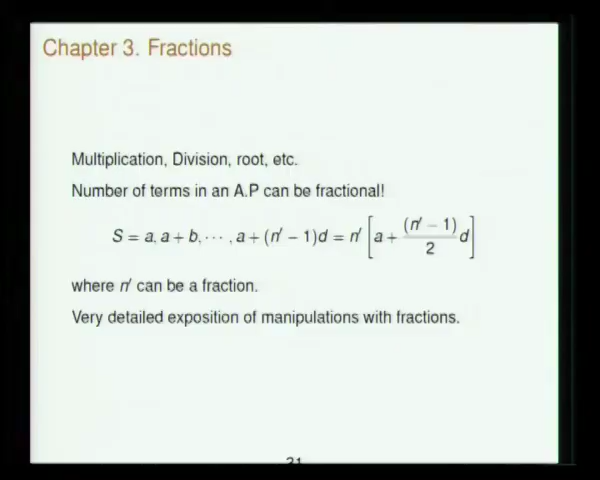 Chapter 3. Fractions
Multiplication, Division, root, etc.
Number of terms in an A.P can be fractional!
S = a, a + b, ⋯ , a + (n′ − 1)d = n′ [a + (n′ − 1)/2 d]
where n′ can be a fraction.
Very detailed exposition of manipulations with fractions.